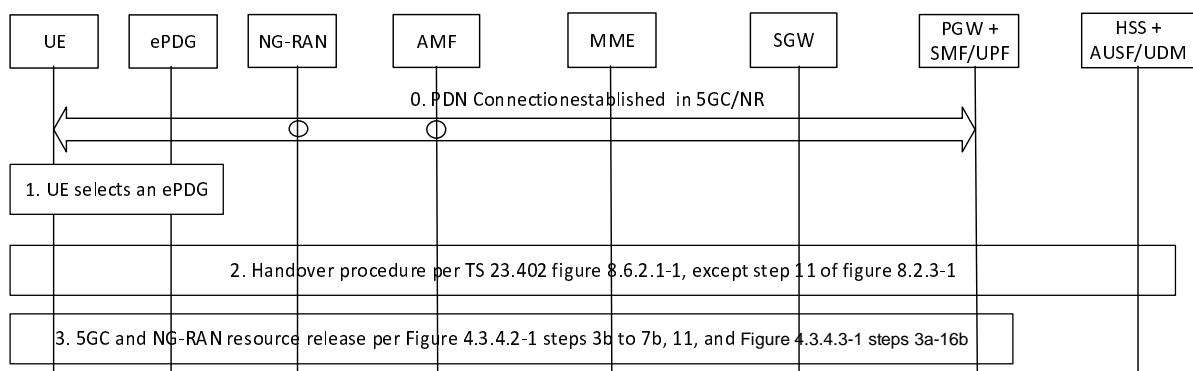 UE
ePDG
NG-RAN
AMF
MME
SGW
PGW +
SMF/UPF
HSS +
AUSF/UDM
0. PDN Connectionestablished in 5GC/NR
1. UE selects an ePDG
2. Handover procedure per TS 23.402 figure 8.6.2.1-1, except step 11 of figure 8.2.3-1
3. 5GC and NG-RAN resource release per Figure 4.3.4.2-1 steps 3b to 7b, 11, and Figure 4.3.4.3-1 steps 3a-16b